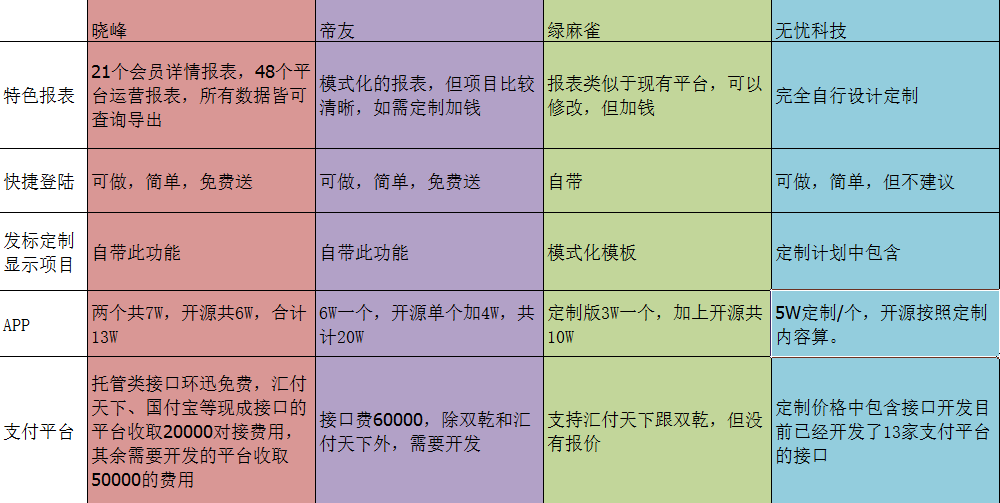 晓峰
帝友
绿麻雀
无忧科技
特色报表
21个会员详情报表，48个平
台运营报表，所有数据皆可
查询导出
模式化的报表，但项目比较
清晰，如需定制加钱
报表类似于现有平台，可以
修改，但加钱
完全自行设计定制
快捷登陆
可做，简单，免费送
可做，简单，免费送
自带
可做，简单，但不建议
发标定制
显示项目
自带此功能
自带此功能
模式化模板
定制计划中包含
APP
两个共7W，开源共6W，合计
13W
6W一个，开源单个加4W，共
计20W
定制版3W一个，加上开源共
10W
5W定制/个，开源按照定制
内容算。
支付平台
托管类接口环迅免费，汇付
天下、国付宝等现成接口的
平台收取20000对接费用，
其余需要开发的平台收取
50000的费用
接口费60000，除双乾和汇
付天下外，需要开发
支持汇付天下跟双乾，但没
有报价
定制价格中包含接口开发目
前已经开发了13家支付平台
的接口